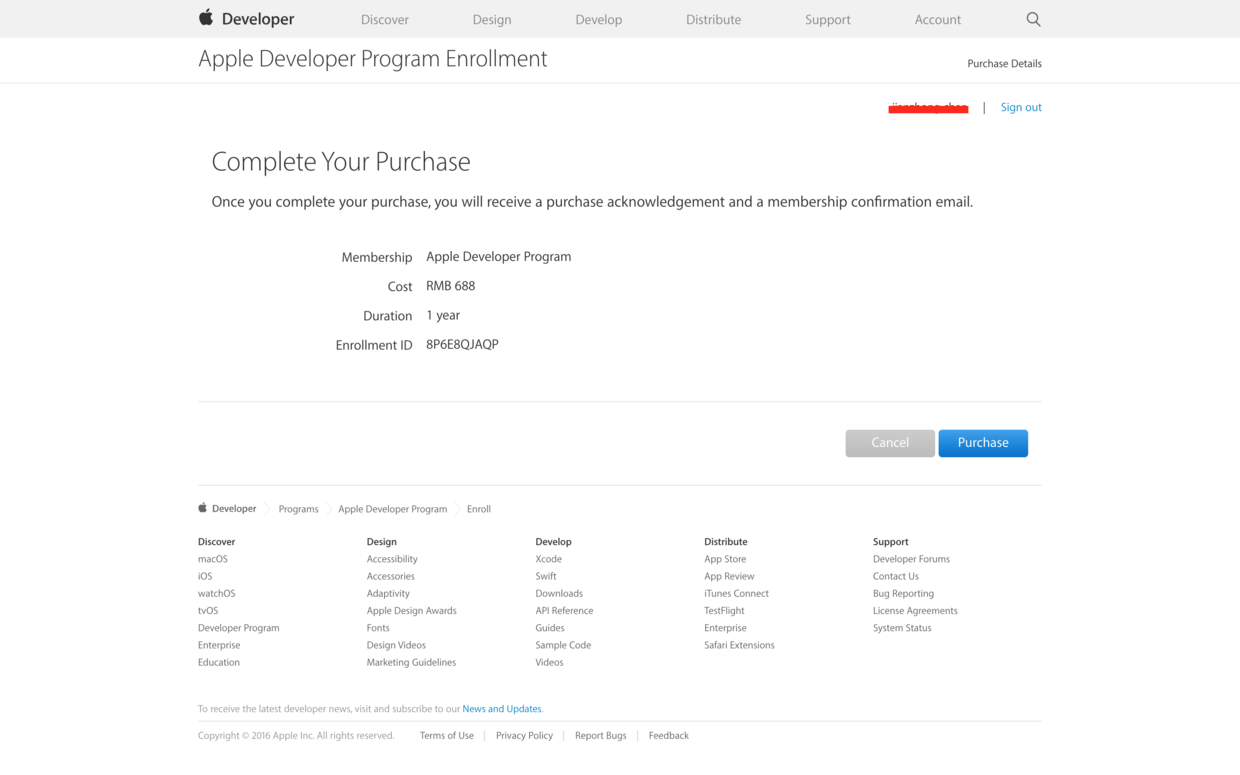 Developer Discover Design Develop Distribute Support Account
Apple Developer Program Enrollment
Purchase Details
| Sign out
Complete Your Purchase
Once you complete your purchase, you will receive a purchase acknowledgement and a membership confirmation email.
Membership Apple Developer Program
Cost RMB 688
Duration 1 year
Enrollment ID 8P6E8QJAQP
Cancel Purchase
Developer Programs Apple Developer Program Enroll
Discover Design Develop Distribute Support
macOS Accessibility Xcode App Store Developer Forums
iOS Accessories Swift App Review Contact Us
watchOS Adaptivity Downloads iTunes Connect Bug Reporting
tvOS Apple Design Awards API Reference TestFlight License Agreements
Developer Program Fonts Guides Enterprise System Status
Enterprise Design Videos Sample Code Safari Extensions
Education Marketing Guidelines Videos
To receive the latest developer news, visit and subscribe to our News and Updates.
Copyright © 2016 Apple Inc. All rights reserved. Terms of Use | Privacy Policy | Report Bugs | Feedback